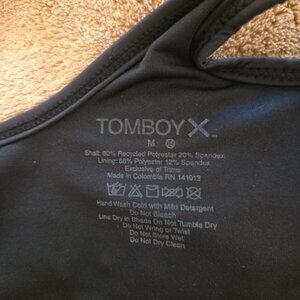 TOMBOYX™
M
Shell: 80% Recycled Polyester 20% Spandex
Lining: 88% Polyester 12% Spandex
Exclusive of Trims
Made in Colombia RN 141013
Hand Wash Cold with Mild Detergent
Do Not Bleach
Line Dry in Shade Do Not Tumble Dry
Do Not Wring or Twist
Do Not Store Wet
Do Not Dry Clean